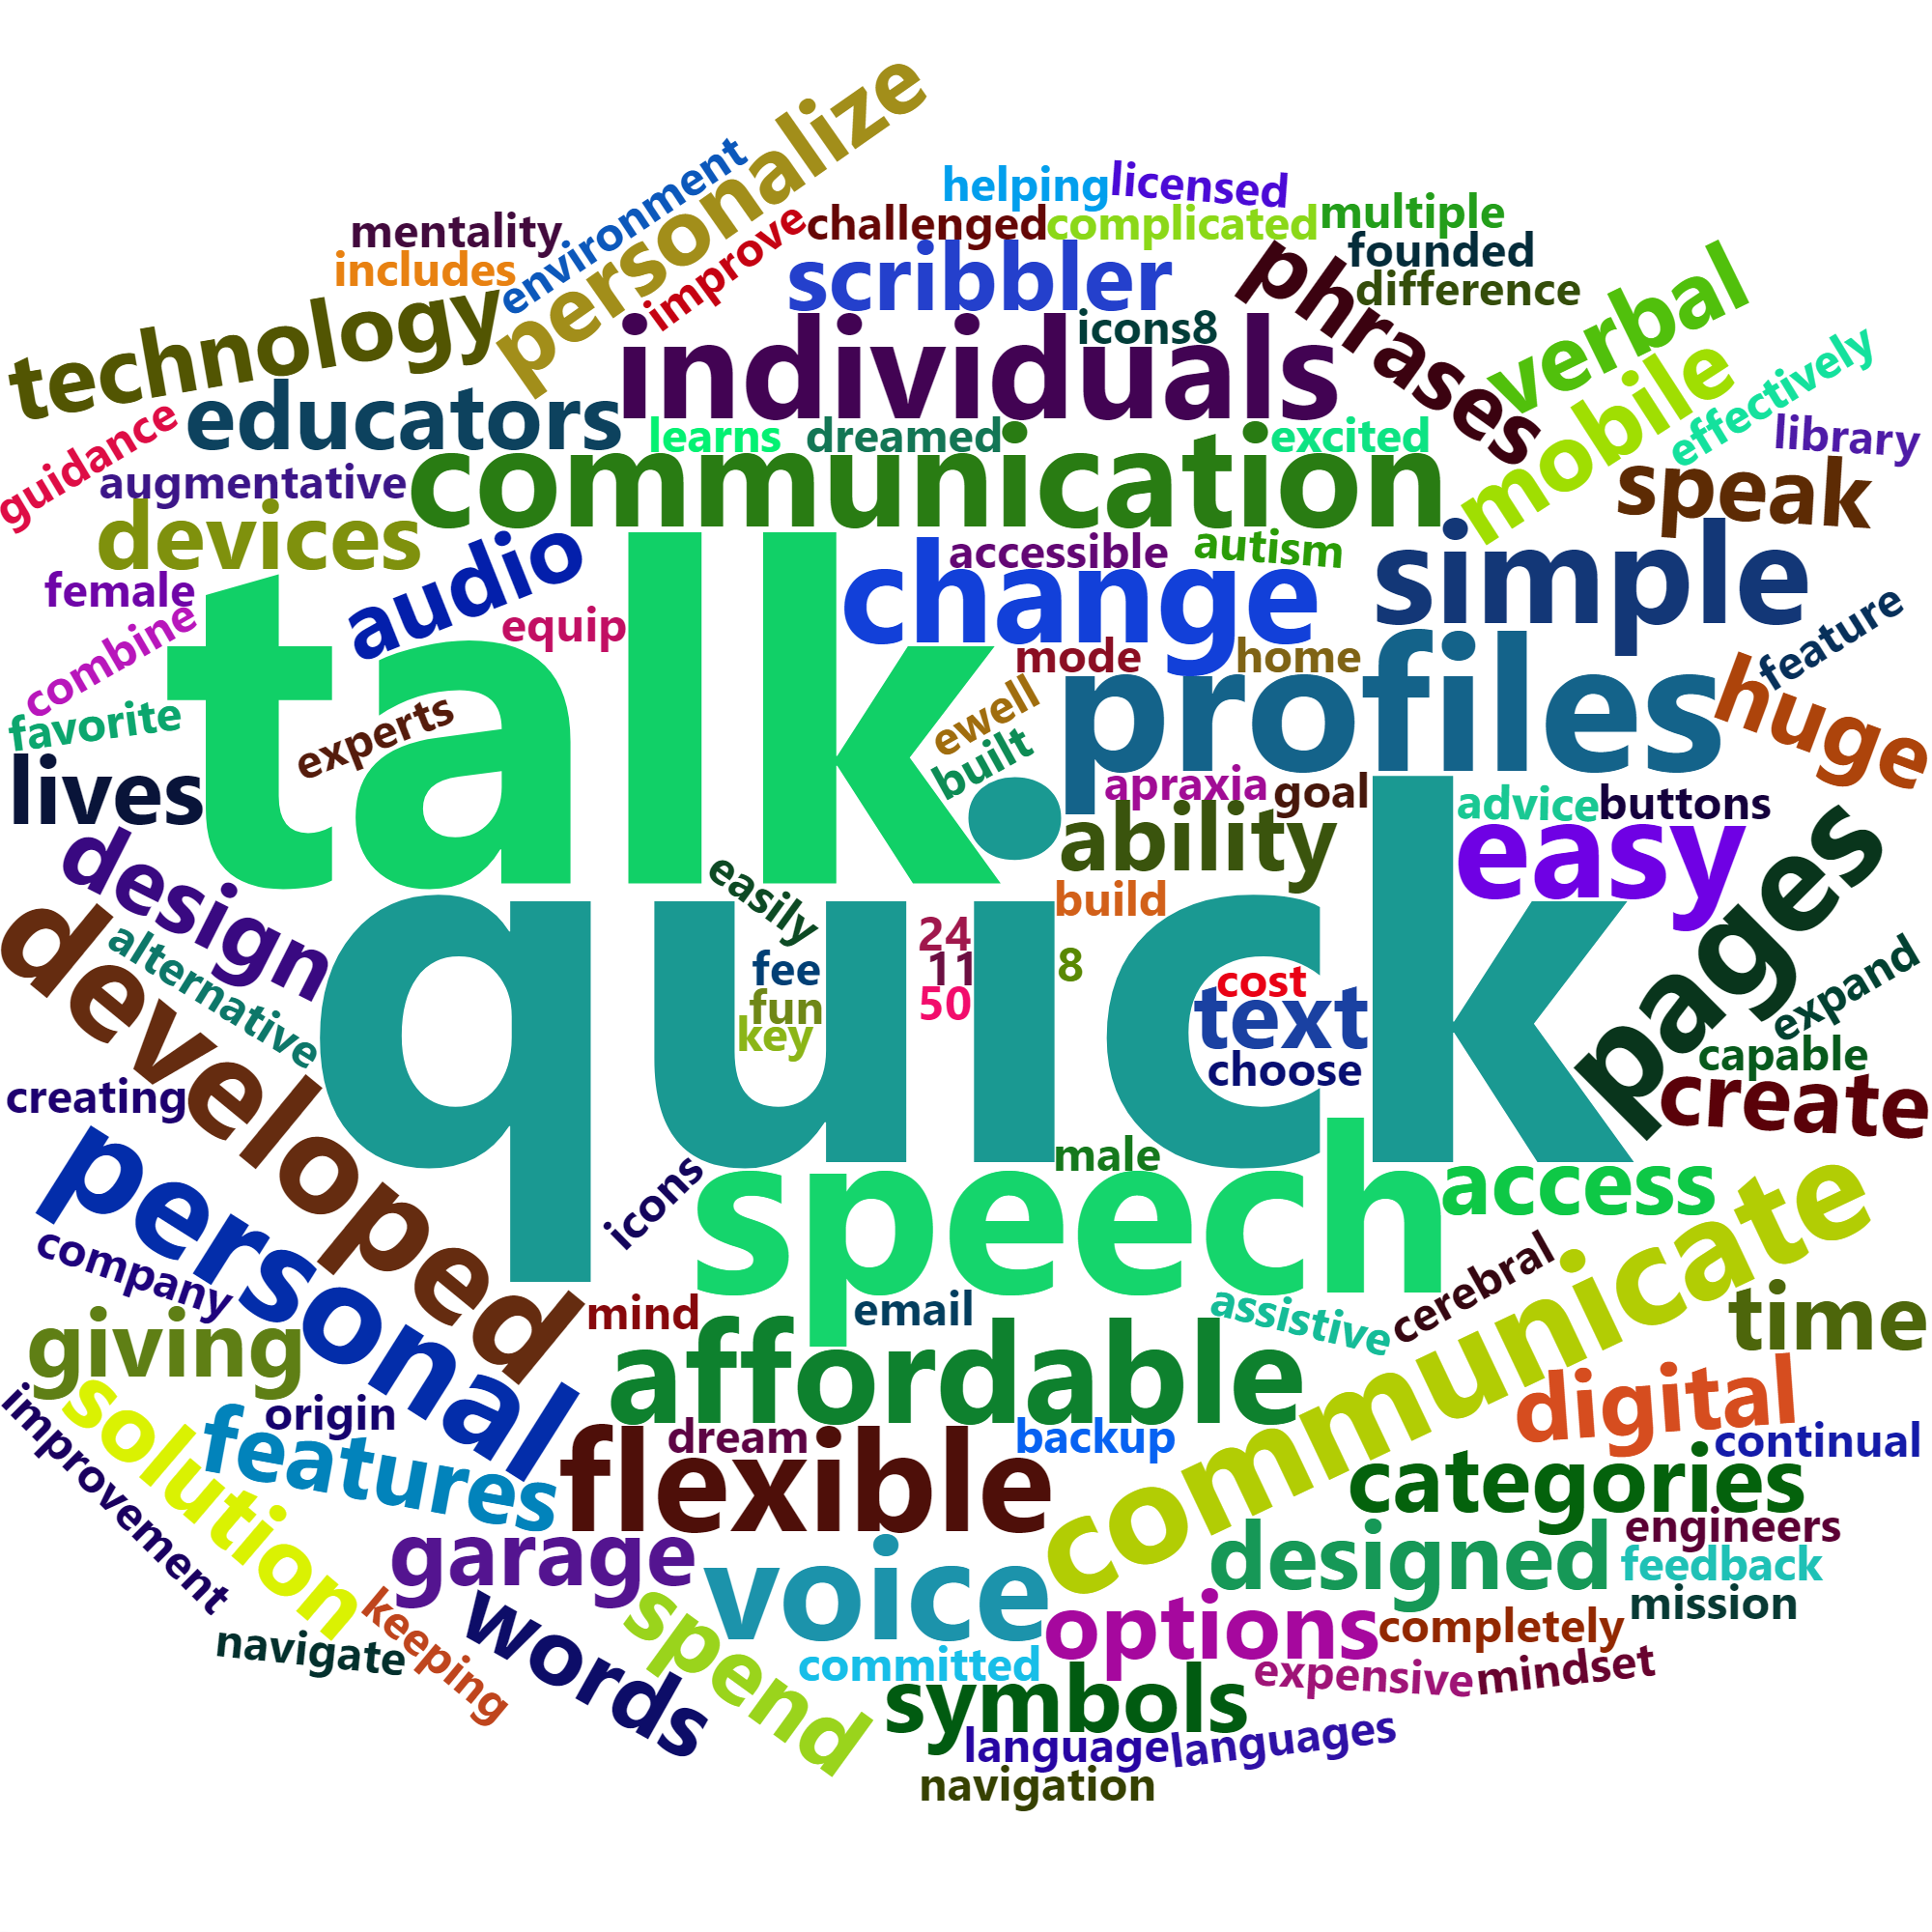 personalize
environment
helping
licensed
mentality
improve
challenged
complicated
multiple
includes
scribbler
phrases
founded
difference
technology
individuals
icons8
verbal
mobile
effectively
guidance
educators
learns
dreamed
excited
library
augmentative
communication
speak
devices
audio
change
accessible
autism
simple
female
equip
combine
talk
mode
home
feature
favorite
experts
ewell
built
profiles
huge
lives
apraxia
goal
advice
buttons
design
ability
easy
pages
easily
build
developed
alternative
quick
24
11
8
fee
50
fun
key
cost
text
choose
expand
capable
creating
create
personal
icons
male
speech
access
company
mind
email
assistive
cerebral
communicate
time
giving
affordable
digital
improvement
solution
origin
features
dream
backup
continual
flexible
categories
garage
voice
designed
engineers
feedback
mission
navigate
keeping
words
spend
options
completely
committed
expensive
mindset
symbols
language
languages
navigation